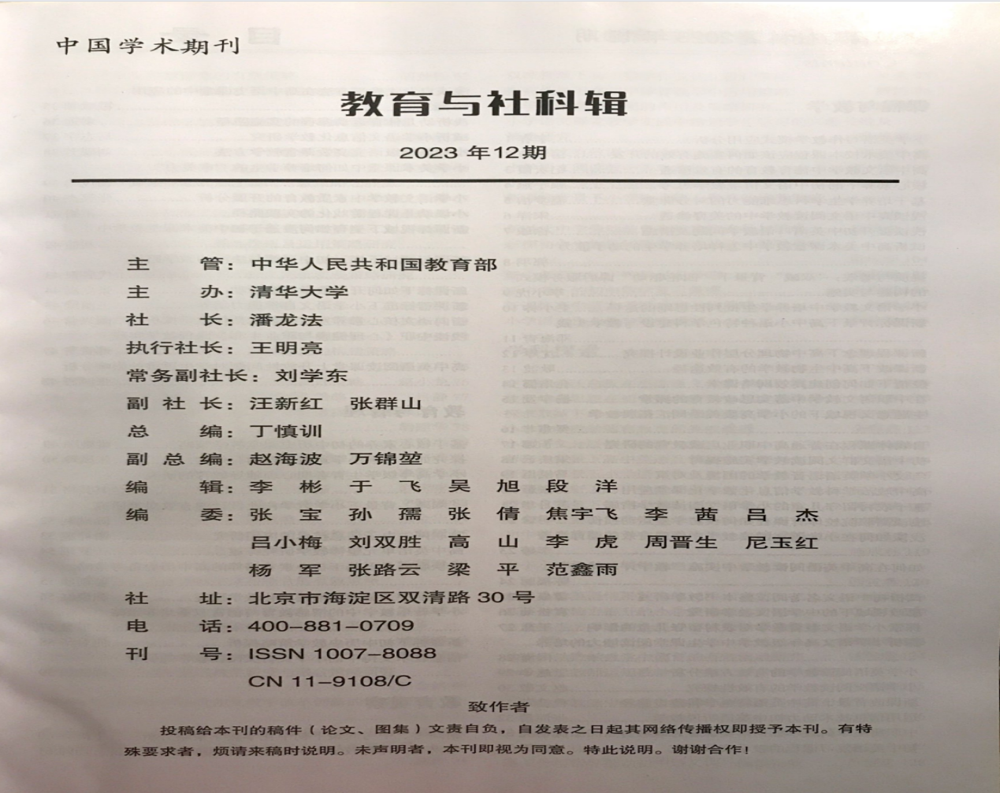 中国学术期刊
教育与社科辑
2023 年12期
主 管：中华人民共和国教育部
主 办：清华大学
社 长：潘龙法
执行社长：王明亮
常务副社长：刘学东
副 社 长：汪新红 张群山
总 编：丁慎训
副 总 编：赵海波 万锦堃
编 辑：李 彬 于 飞 吴 旭 段 洋
编 委：张 宝 孙 孺 张 倩 焦宇飞 李 茜 吕 杰
吕小梅 刘双胜 高 山 李 虎 周晋生 尼玉红
杨 军 张路云 梁 平 范鑫雨
社 址：北京市海淀区双清路 30 号
电 话：400-881-0709
刊 号：ISSN 1007-8088
CN 11-9108/C
致作者
投稿给本刊的稿件（论文、图集）文责自负，自发表之日起其网络传播权即授予本刊。有特
殊要求者，烦请来稿时说明。未声明者，本刊即视为同意。特此说明。谢谢合作！